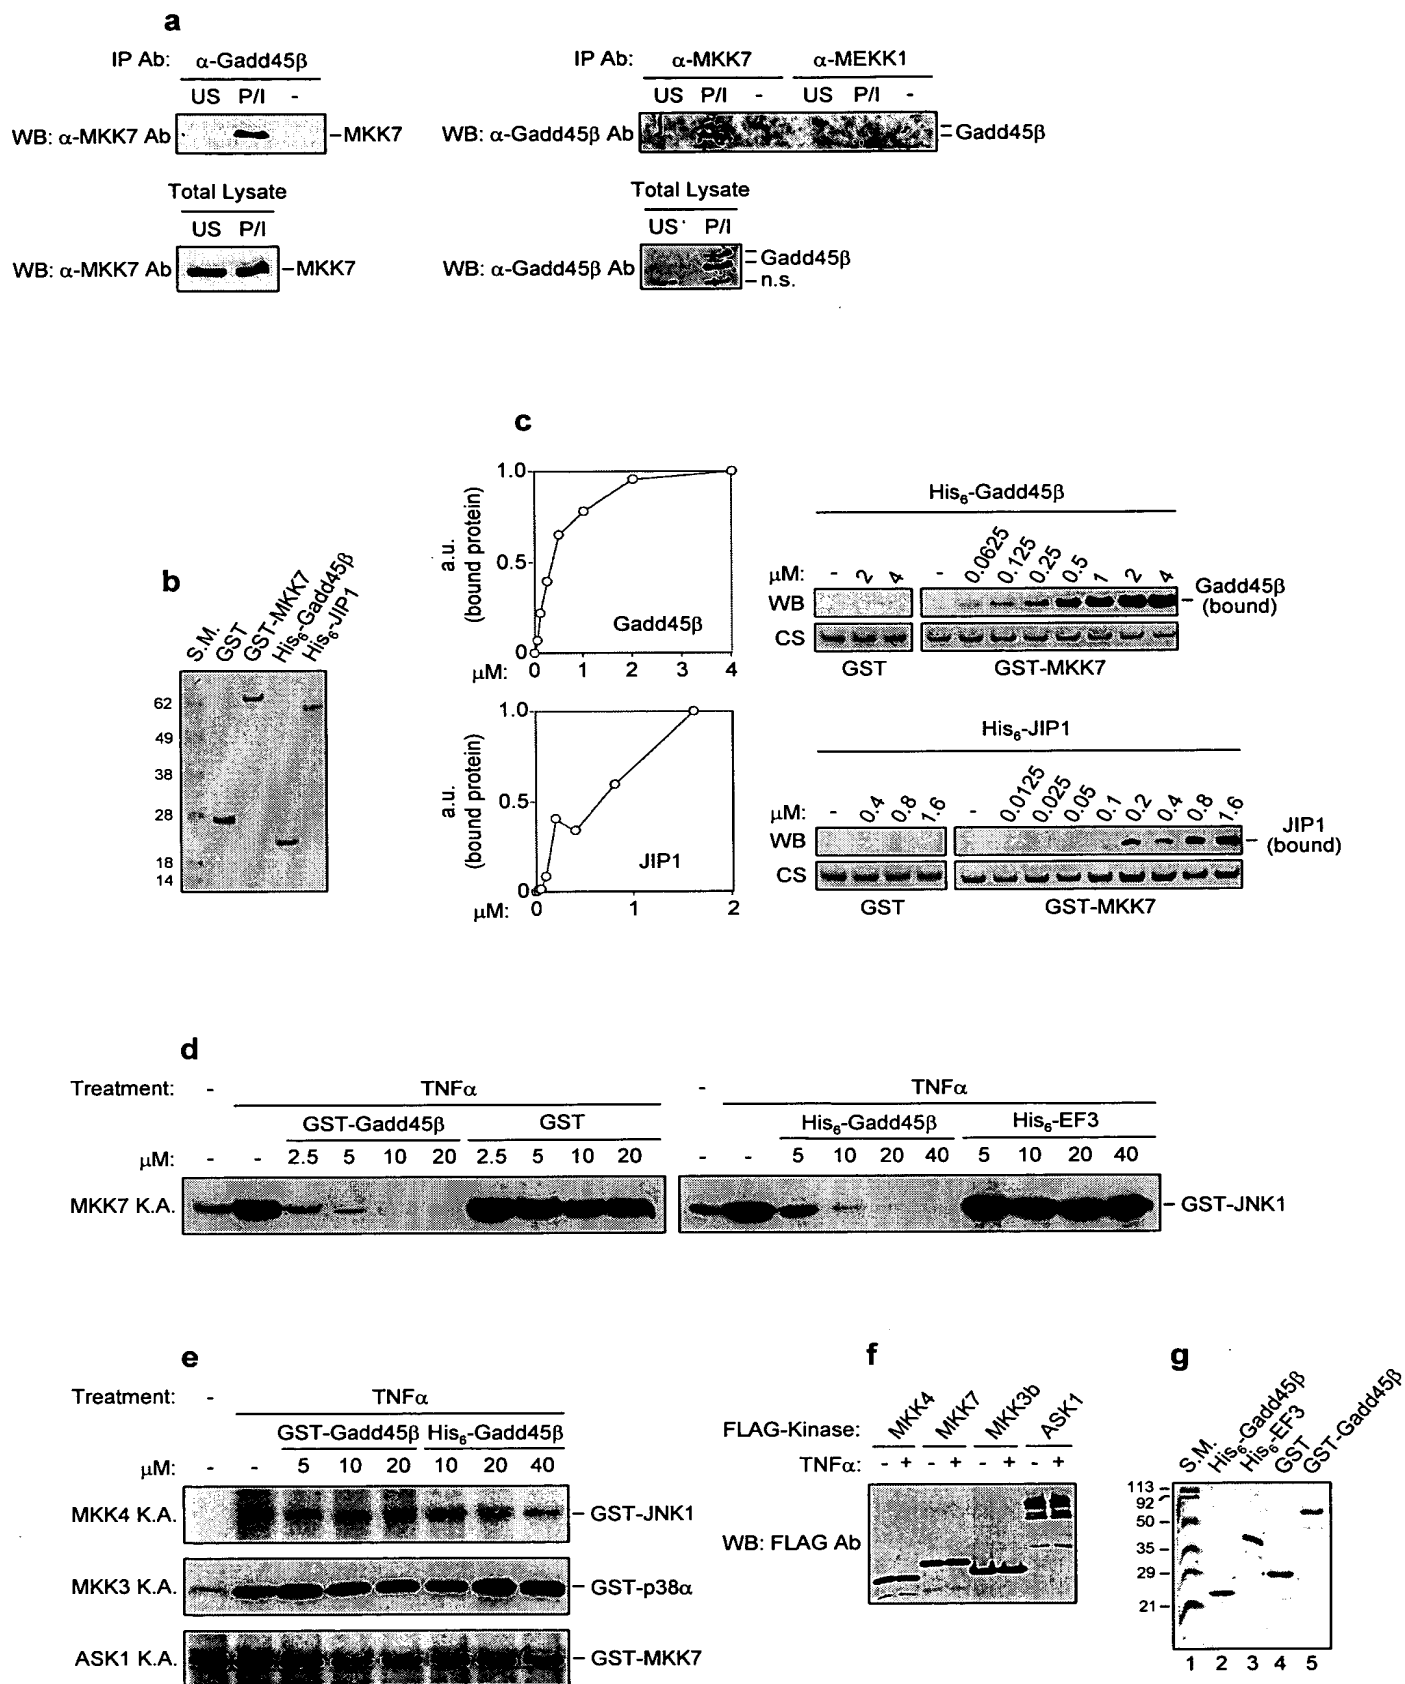 a
IP Ab: α-Gadd45β
US P/I -
WB: α-MKK7 Ab -MKK7
Total Lysate
US P/I
WB: α-MKK7 Ab -MKK7
IP Ab: α-MKK7 α-MEKK1
US P/I - US P/I -
WB: α-Gadd45β Ab Gadd45β
Total Lysate
US P/I
WB: α-Gadd45β Ab Gadd45β
n.s.
b
S.M. GST GST-MKK7 His6-Gadd45β His6-JIP1
62
49
38
28
18
14
c
a.u.
(bound protein)
1.0
0.5
0
Gadd45β
μM: 0 1 2 3 4
His6-Gadd45β
μM: - 2 4 - 0.0625 0.125 0.25 0.5 1 2 4
WB Gadd45β
(bound)
CS
GST GST-MKK7
a.u.
(bound protein)
1.0
0.5
0
JIP1
μM: 0 1 2
His6-JIP1
μM: - 0.4 0.8 1.6 - 0.0125 0.025 0.05 0.1 0.2 0.4 0.8 1.6
WB JIP1
(bound)
CS
GST GST-MKK7
d
Treatment: - TNFα - TNFα
GST-Gadd45β GST His6-Gadd45β His6-EF3
μM: - - 2.5 5 10 20 2.5 5 10 20 - - 5 10 20 40 5 10 20 40
MKK7 K.A. GST-JNK1
e
Treatment: - TNFα
GST-Gadd45β His6-Gadd45β
μM: - - 5 10 20 10 20 40
MKK4 K.A. GST-JNK1
MKK3 K.A. GST-p38α
ASK1 K.A. GST-MKK7
f
FLAG-Kinase: MKK4 MKK7 MKK3b ASK1
TNFα: - + - + - + - +
WB: FLAG Ab
g
S.M. His6-Gadd45β His6-EF3 GST GST-Gadd45β
113
92
50
35
29
21
1 2 3 4 5